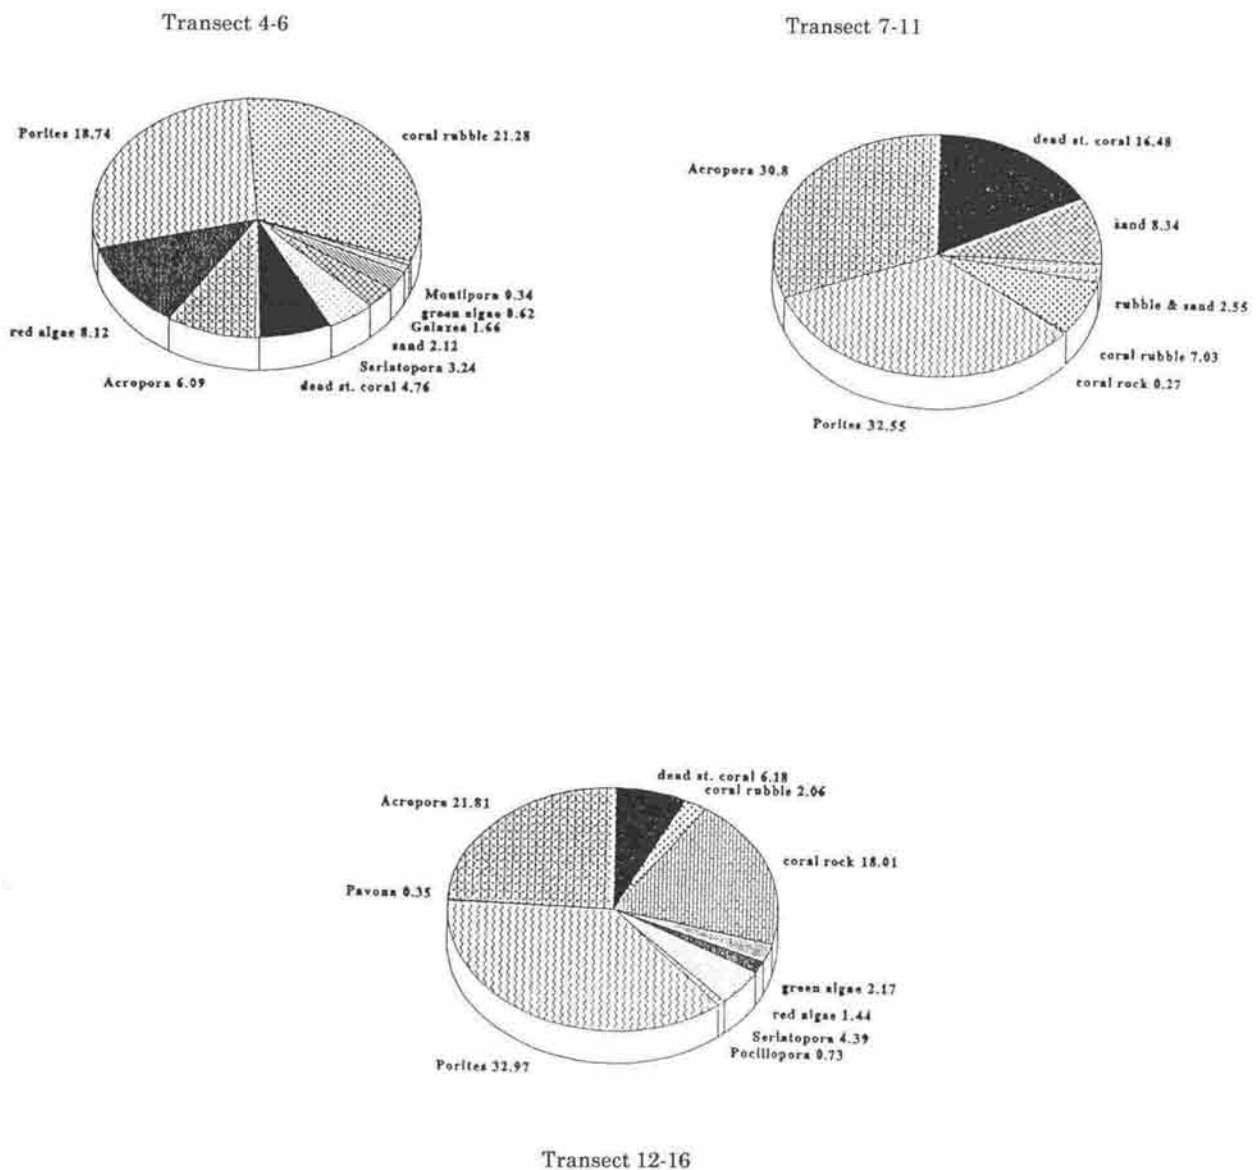 Transect 4-6
Transect 7-11
Porites 18.74
coral rubble 21.28
red algae 8.12
Acropora 6.09
Montipora 0.34
green algae 0.62
Galaxea 1.66
sand 2.12
Seriatopora 3.24
dead st. coral 4.76
Acropora 30.8
dead st. coral 16.48
sand 8.34
rubble & sand 2.55
coral rubble 7.03
coral rock 0.27
Porites 32.55
dead st. coral 6.18
coral rubble 2.06
Acropora 21.81
coral rock 18.01
Pavona 0.35
green algae 2.17
red algae 1.44
Seriatopora 4.39
Pocillopora 0.73
Porites 32.97
Transect 12-16